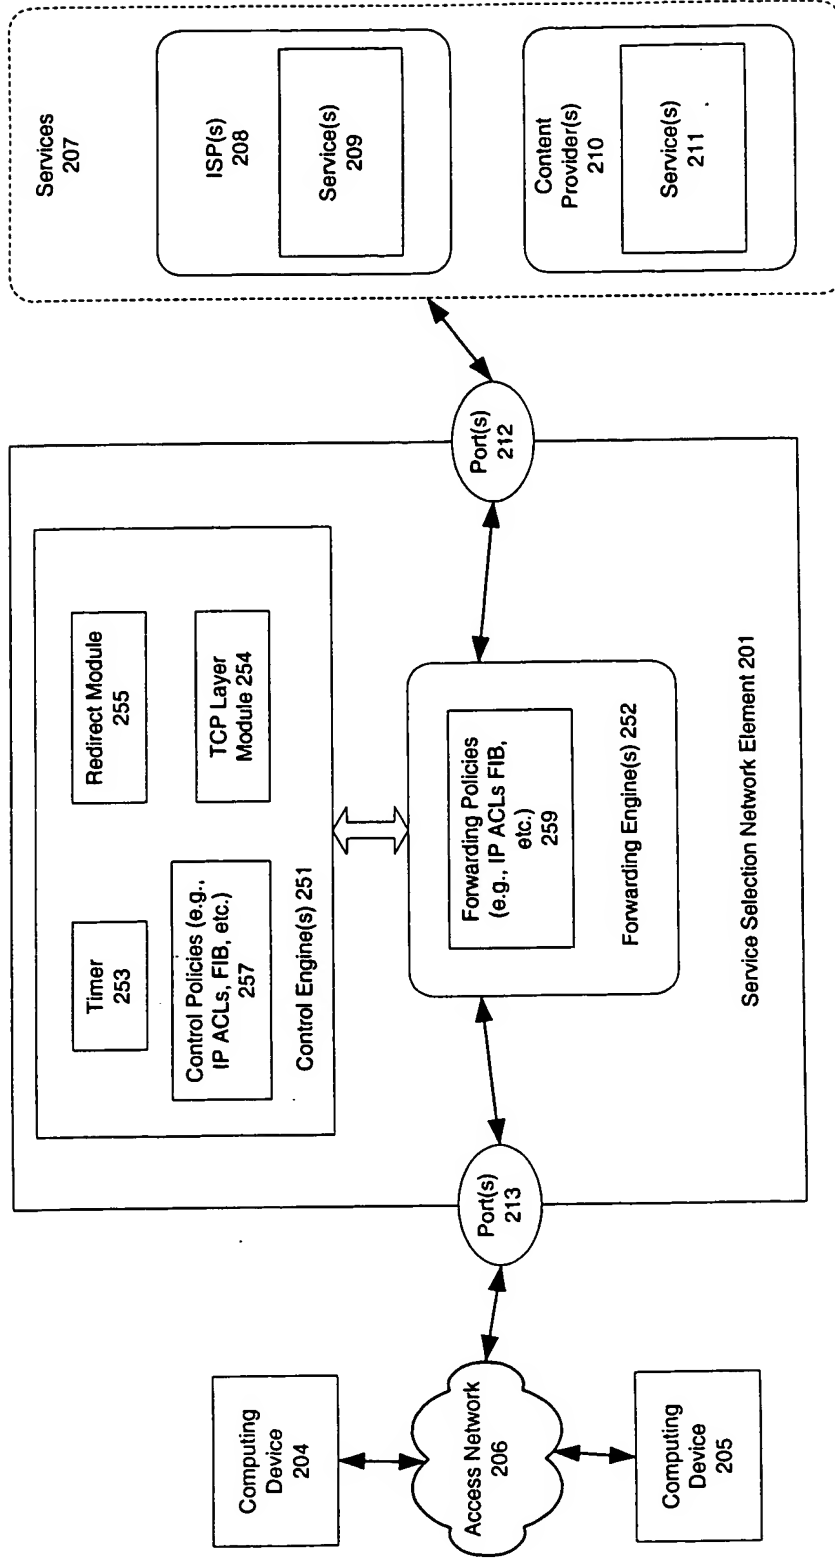 Computing
Device
204
Access Network
206
Computing
Device
205
Port(s)
213
Timer
253
Redirect Module
255
Control Policies (e.g.,
IP ACLs, FIB, etc.)
257
TCP Layer
Module 254
Control Engine(s) 251
Forwarding Policies
(e.g., IP ACLs FIB,
etc.)
259
Forwarding Engine(s) 252
Service Selection Network Element 201
Port(s)
212
Services
207
ISP(s)
208
Service(s)
209
Content
Provider(s)
210
Service(s)
211